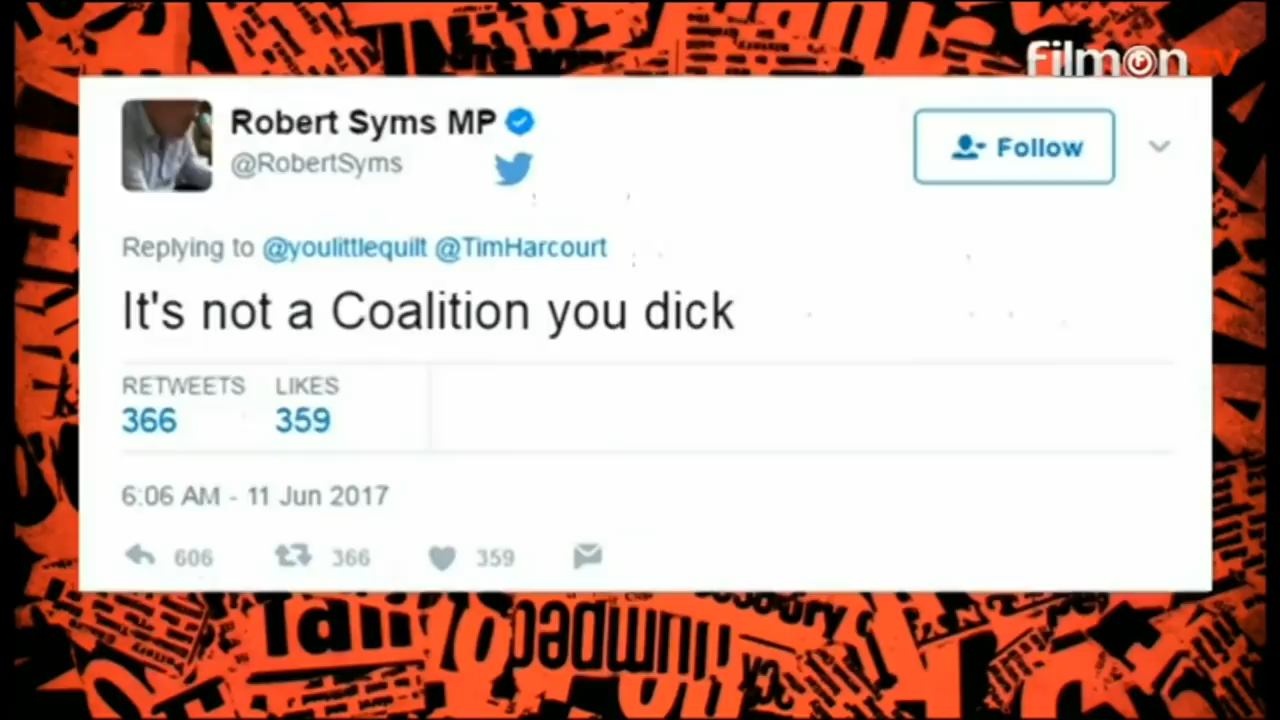 filmon TV
Robert Syms MP
@RobertSyms
Follow
Replying to @youlittlequilt @TimHarcourt
It's not a Coalition you dick
RETWEETS LIKES
366 359
6:06 AM - 11 Jun 2017
606 366 359